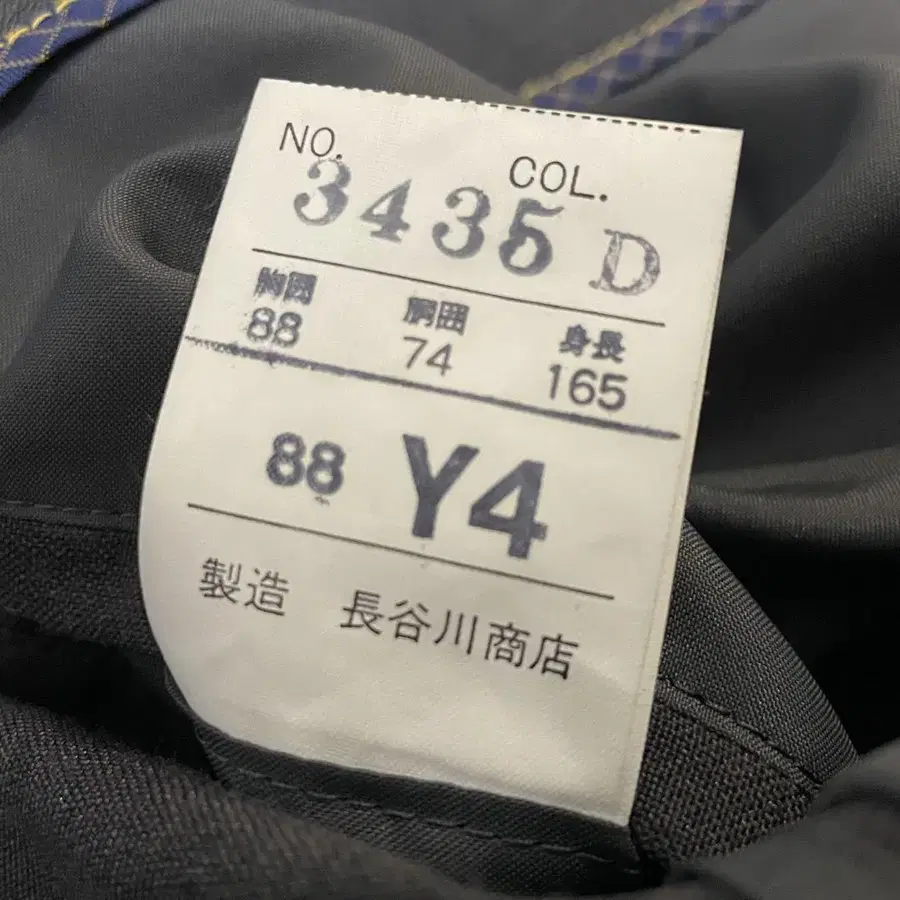 NO. COL.
3435 D
胸囲 胴囲 身長
88 74 165
88 Y4
製造 長谷川商店